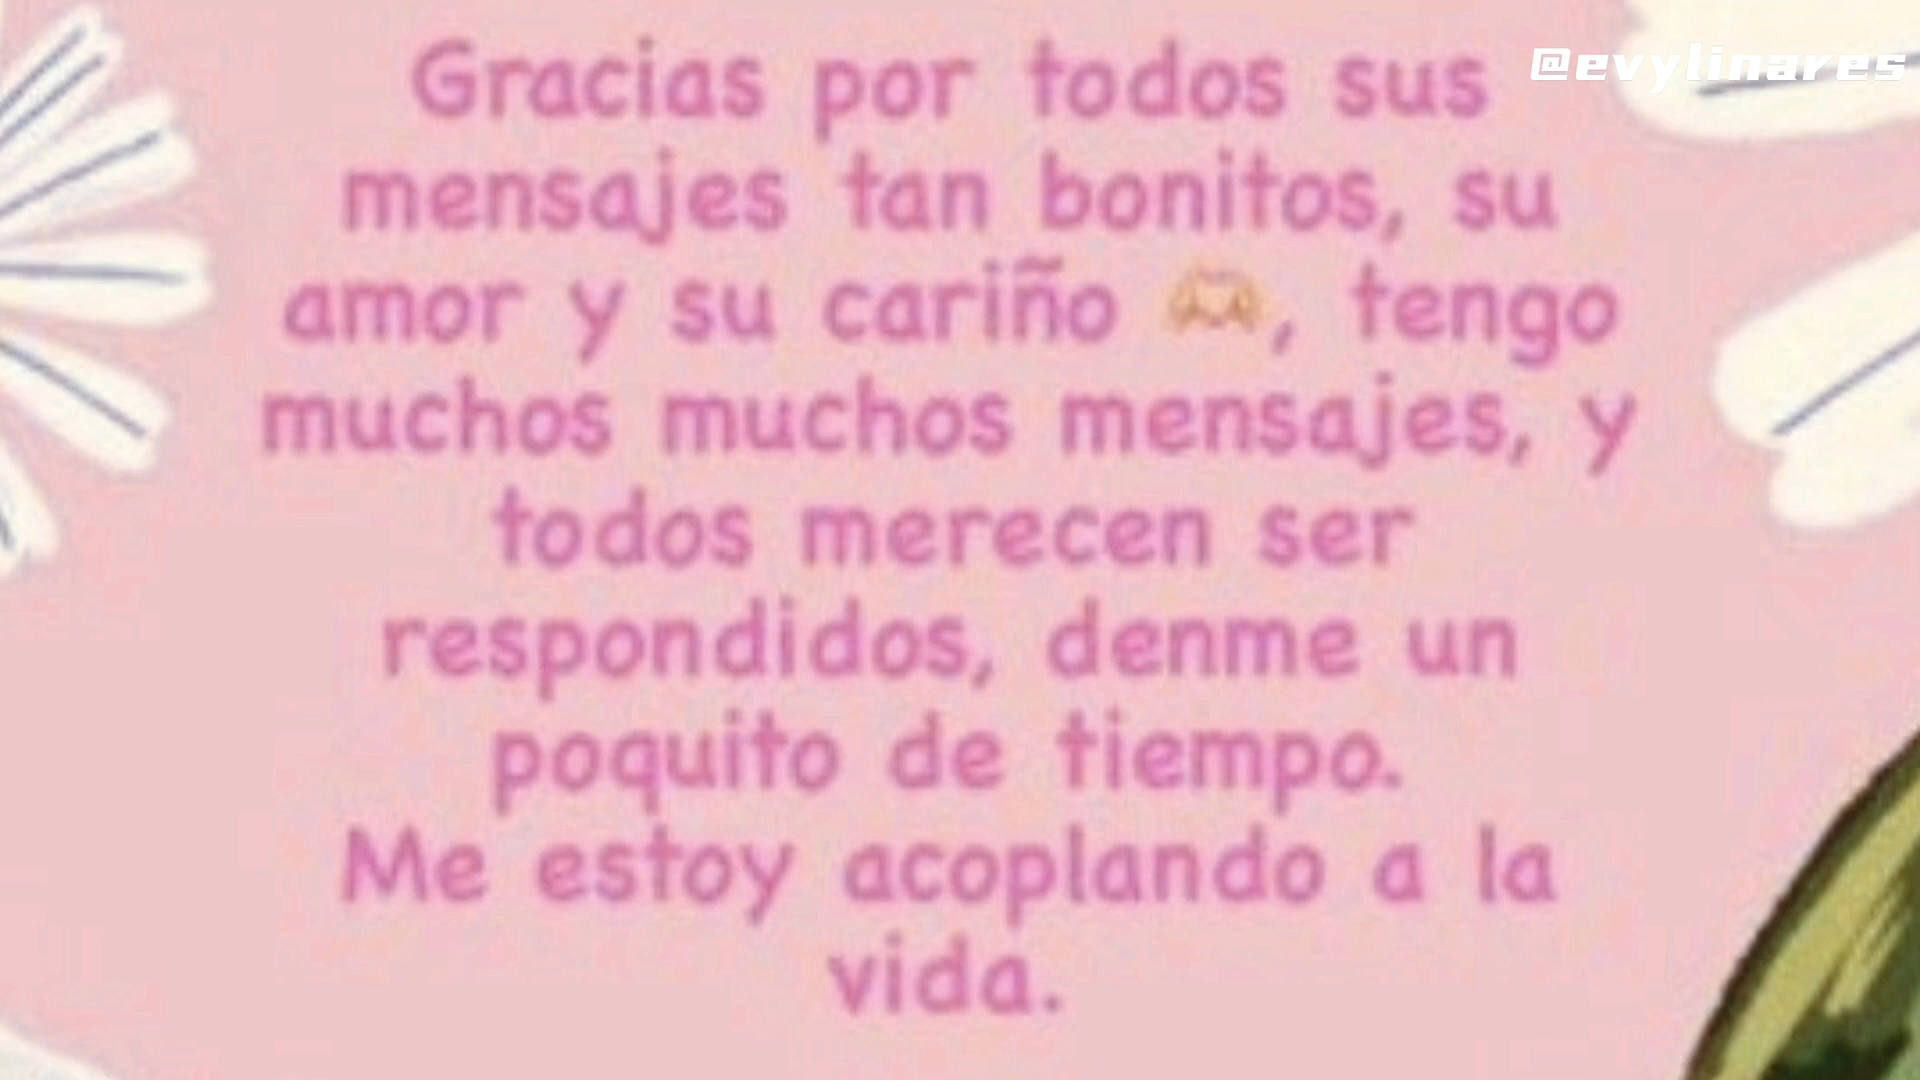 @evylinares
Gracias por todos sus
mensajes tan bonitos, su
amor y su cariño 🫶, tengo
muchos muchos mensajes, y
todos merecen ser
respondidos, denme un
poquito de tiempo.
Me estoy acoplando a la
vida.